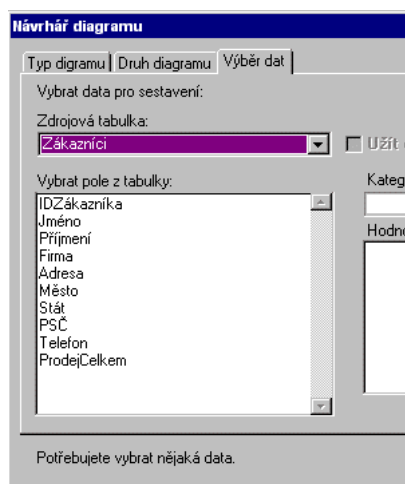 Návrhář diagramu
Typ digramu Druh diagramu Výběr dat
Vybrat data pro sestavení:
Zdrojová tabulka:
Zákazníci
Užít
Vybrat pole z tabulky:
Kateg
IDZákazníka
Jméno
Hodno
Příjmení
Firma
Adresa
Město
Stát
PSČ
Telefon
ProdejCelkem
Potřebujete vybrat nějaká data.